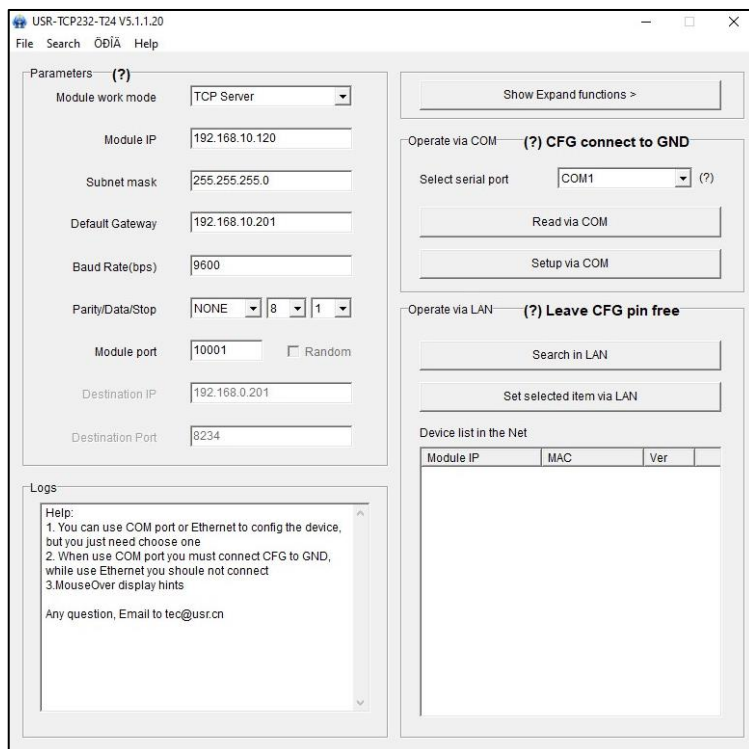 USR-TCP232-T24 V5.1.1.20
File Search ÖÐÎÄ Help
Parameters (?)
Module work mode TCP Server
Module IP 192.168.10.120
Subnet mask 255.255.255.0
Default Gateway 192.168.10.201
Baud Rate(bps) 9600
Parity/Data/Stop NONE 8 1
Module port 10001 Random
Destination IP 192.168.0.201
Destination Port 8234
Logs
Help:
1. You can use COM port or Ethernet to config the device,
but you just need choose one
2. When use COM port you must connect CFG to GND,
while use Ethernet you shoule not connect
3.MouseOver display hints
Any question, Email to tec@usr.cn
Show Expand functions >
Operate via COM (?) CFG connect to GND
Select serial port COM1 (?)
Read via COM
Setup via COM
Operate via LAN (?) Leave CFG pin free
Search in LAN
Set selected item via LAN
Device list in the Net
Module IP MAC Ver